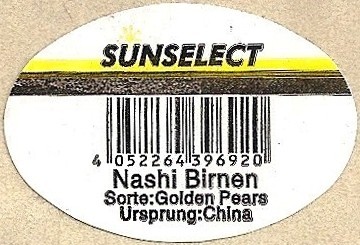 SUNSELECT
4 052264 396920
Nashi Birnen
Sorte:Golden Pears
Ursprung:China